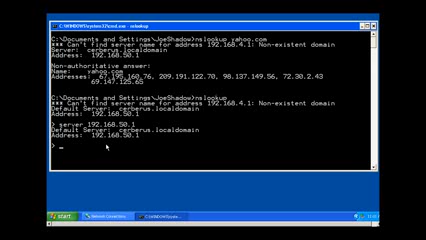 C:\WINDOWS\system32\cmd.exe - nslookup
C:\Documents and Settings\JoeShadow>nslookup yahoo.com
*** Can't find server name for address 192.168.4.1: Non-existent domain
Server:  cerberus.localdomain
Address:  192.168.50.1
Non-authoritative answer:
Name:    yahoo.com
Addresses:  67.195.160.76, 209.191.122.70, 98.137.149.56, 72.30.2.43
69.147.125.65
C:\Documents and Settings\JoeShadow>nslookup
*** Can't find server name for address 192.168.4.1: Non-existent domain
Default Server:  cerberus.localdomain
Address:  192.168.50.1
> server 192.168.50.1
Default Server:  cerberus.localdomain
Address:  192.168.50.1
> _
start
Network Connections
C:\WINDOWS\syste...